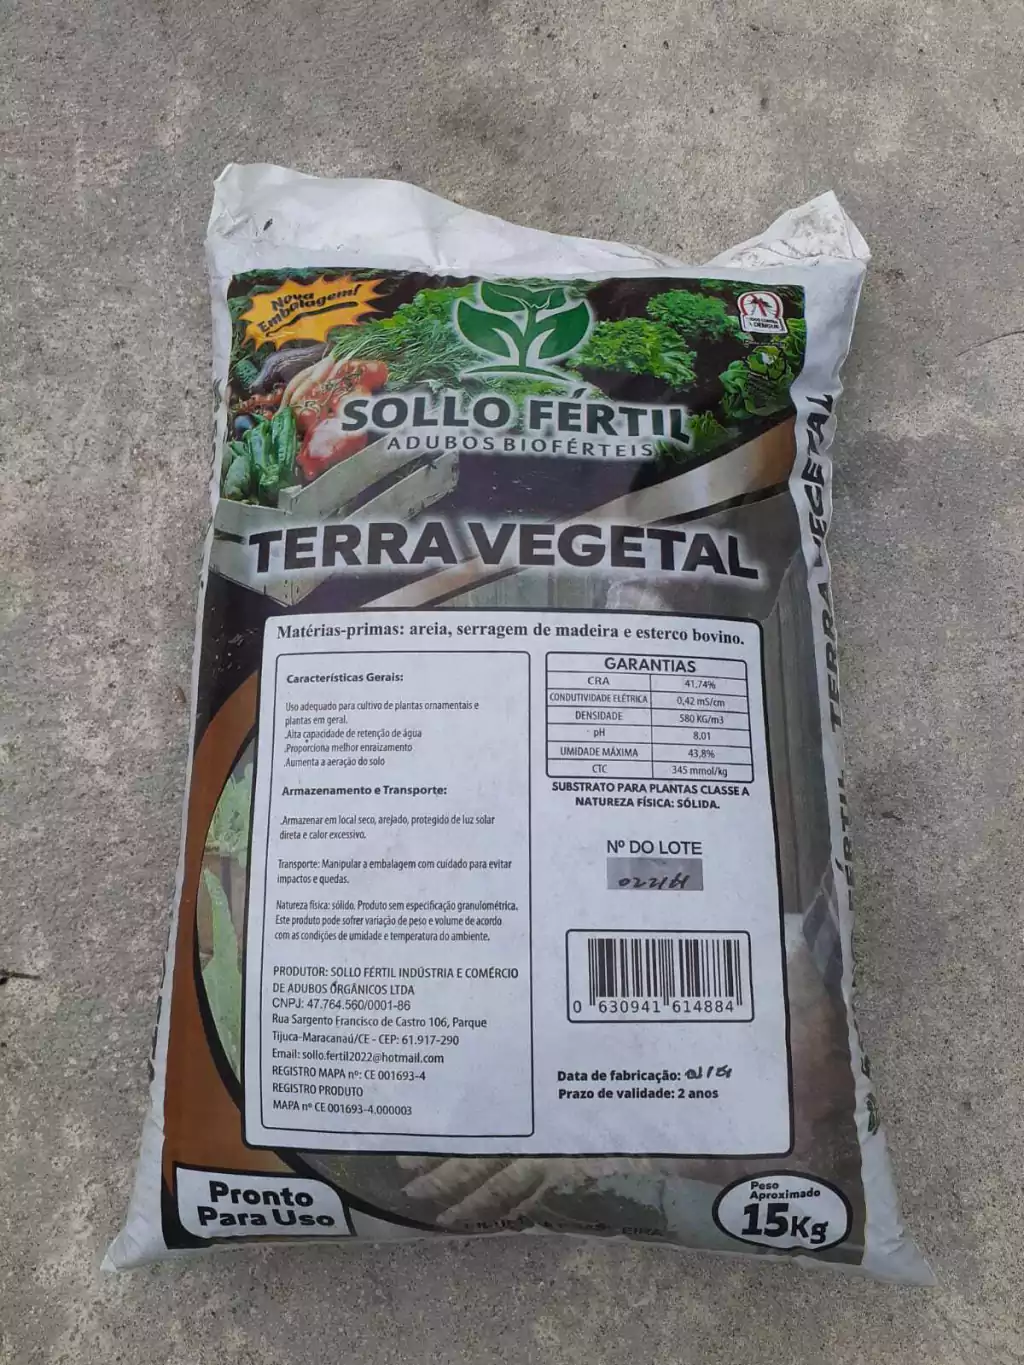 Nova
Embalagem!
SOLLO FÉRTIL
ADUBOS BIOFÉRTEIS
TERRA VEGETAL
TERRA VEGETAL
Matérias-primas: areia, serragem de madeira e esterco bovino.
Características Gerais:
Uso adequado para cultivo de plantas ornamentais e
plantas em geral.
.Alta capacidade de retenção de água
.Proporciona melhor enraizamento
.Aumenta a aeração do solo
Armazenamento e Transporte:
.Armazenar em local seco, arejado, protegido de luz solar
direta e calor excessivo.
Transporte: Manipular a embalagem com cuidado para evitar
impactos e quedas.
Natureza física: sólido. Produto sem especificação granulométrica.
Este produto pode sofrer variação de peso e volume de acordo
com as condições de umidade e temperatura do ambiente.
PRODUTOR: SOLLO FÉRTIL INDÚSTRIA E COMÉRCIO
DE ADUBOS ÓRGÂNICOS LTDA
CNPJ: 47.764.560/0001-86
Rua Sargento Francisco de Castro 106, Parque
Tijuca-Maracanaú/CE - CEP: 61.917-290
Email: sollo.fertil2022@hotmail.com
REGISTRO MAPA nº: CE 001693-4
REGISTRO PRODUTO
MAPA nº CE 001693-4.000003
GARANTIAS
CRA 41,74%
CONDUTIVIDADE ELÉTRICA 0,42 mS/cm
DENSIDADE 580 KG/m3
pH 8,01
UMIDADE MÁXIMA 43,8%
CTC 345 mmol/kg
SUBSTRATO PARA PLANTAS CLASSE A
NATUREZA FÍSICA: SÓLIDA.
Nº DO LOTE
0 630941 614884
Data de fabricação:
Prazo de validade: 2 anos
Pronto
Para Uso
Peso
Aproximado
15Kg